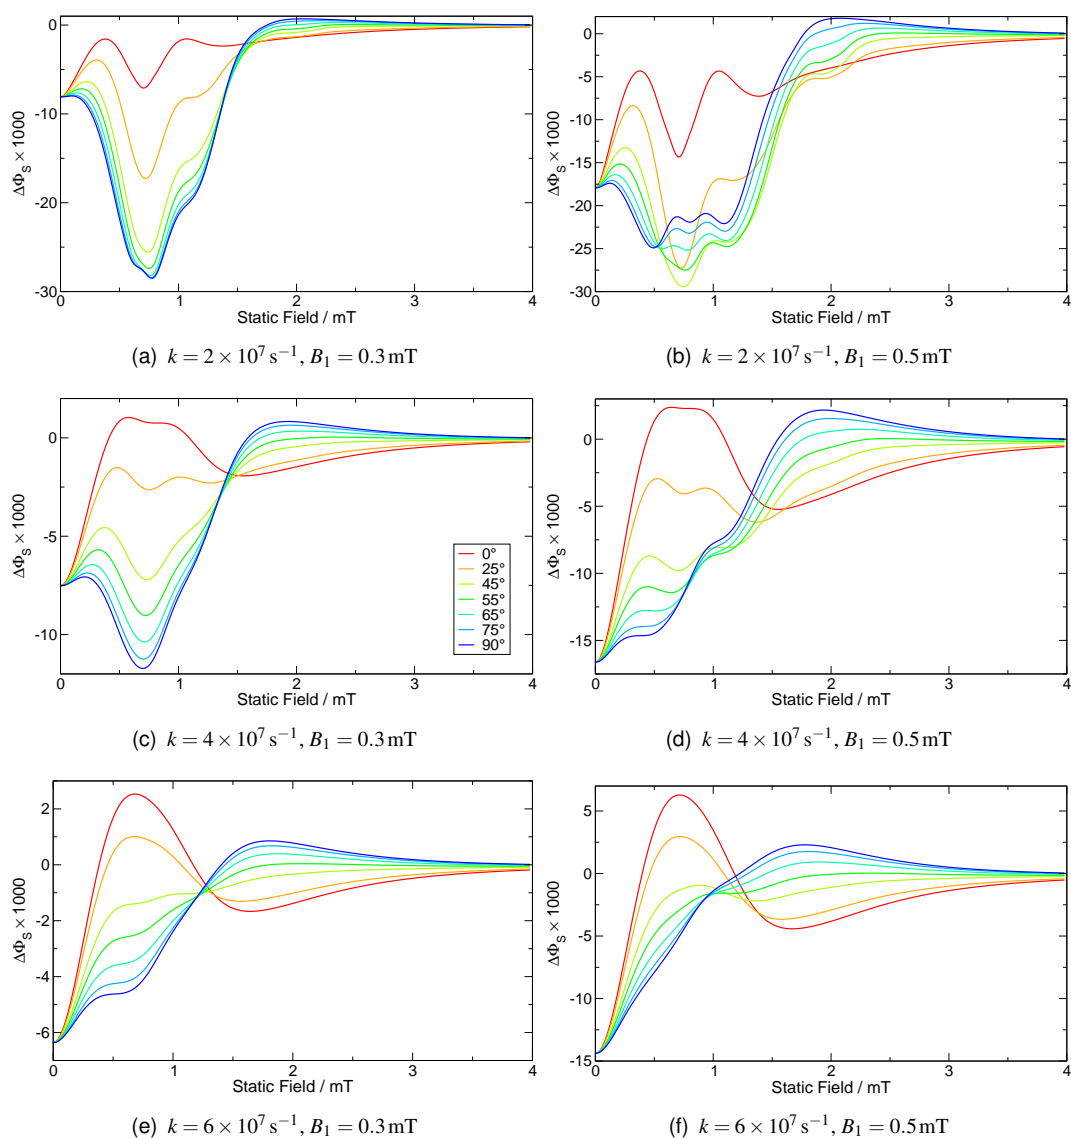 0
-10
-20
-30
ΔΦS × 1000
0 1 2 3 4
Static Field / mT
(a) k = 2 × 10⁷ s⁻¹, B₁ = 0.3 mT
0
-5
-10
-15
-20
-25
-30
ΔΦS × 1000
0 1 2 3 4
Static Field / mT
(b) k = 2 × 10⁷ s⁻¹, B₁ = 0.5 mT
0
-5
-10
ΔΦS × 1000
0°
25°
45°
55°
65°
75°
90°
0 1 2 3 4
Static Field / mT
(c) k = 4 × 10⁷ s⁻¹, B₁ = 0.3 mT
0
-5
-10
-15
ΔΦS × 1000
0 1 2 3 4
Static Field / mT
(d) k = 4 × 10⁷ s⁻¹, B₁ = 0.5 mT
2
0
-2
-4
-6
ΔΦS × 1000
0 1 2 3 4
Static Field / mT
(e) k = 6 × 10⁷ s⁻¹, B₁ = 0.3 mT
5
0
-5
-10
-15
ΔΦS × 1000
0 1 2 3 4
Static Field / mT
(f) k = 6 × 10⁷ s⁻¹, B₁ = 0.5 mT